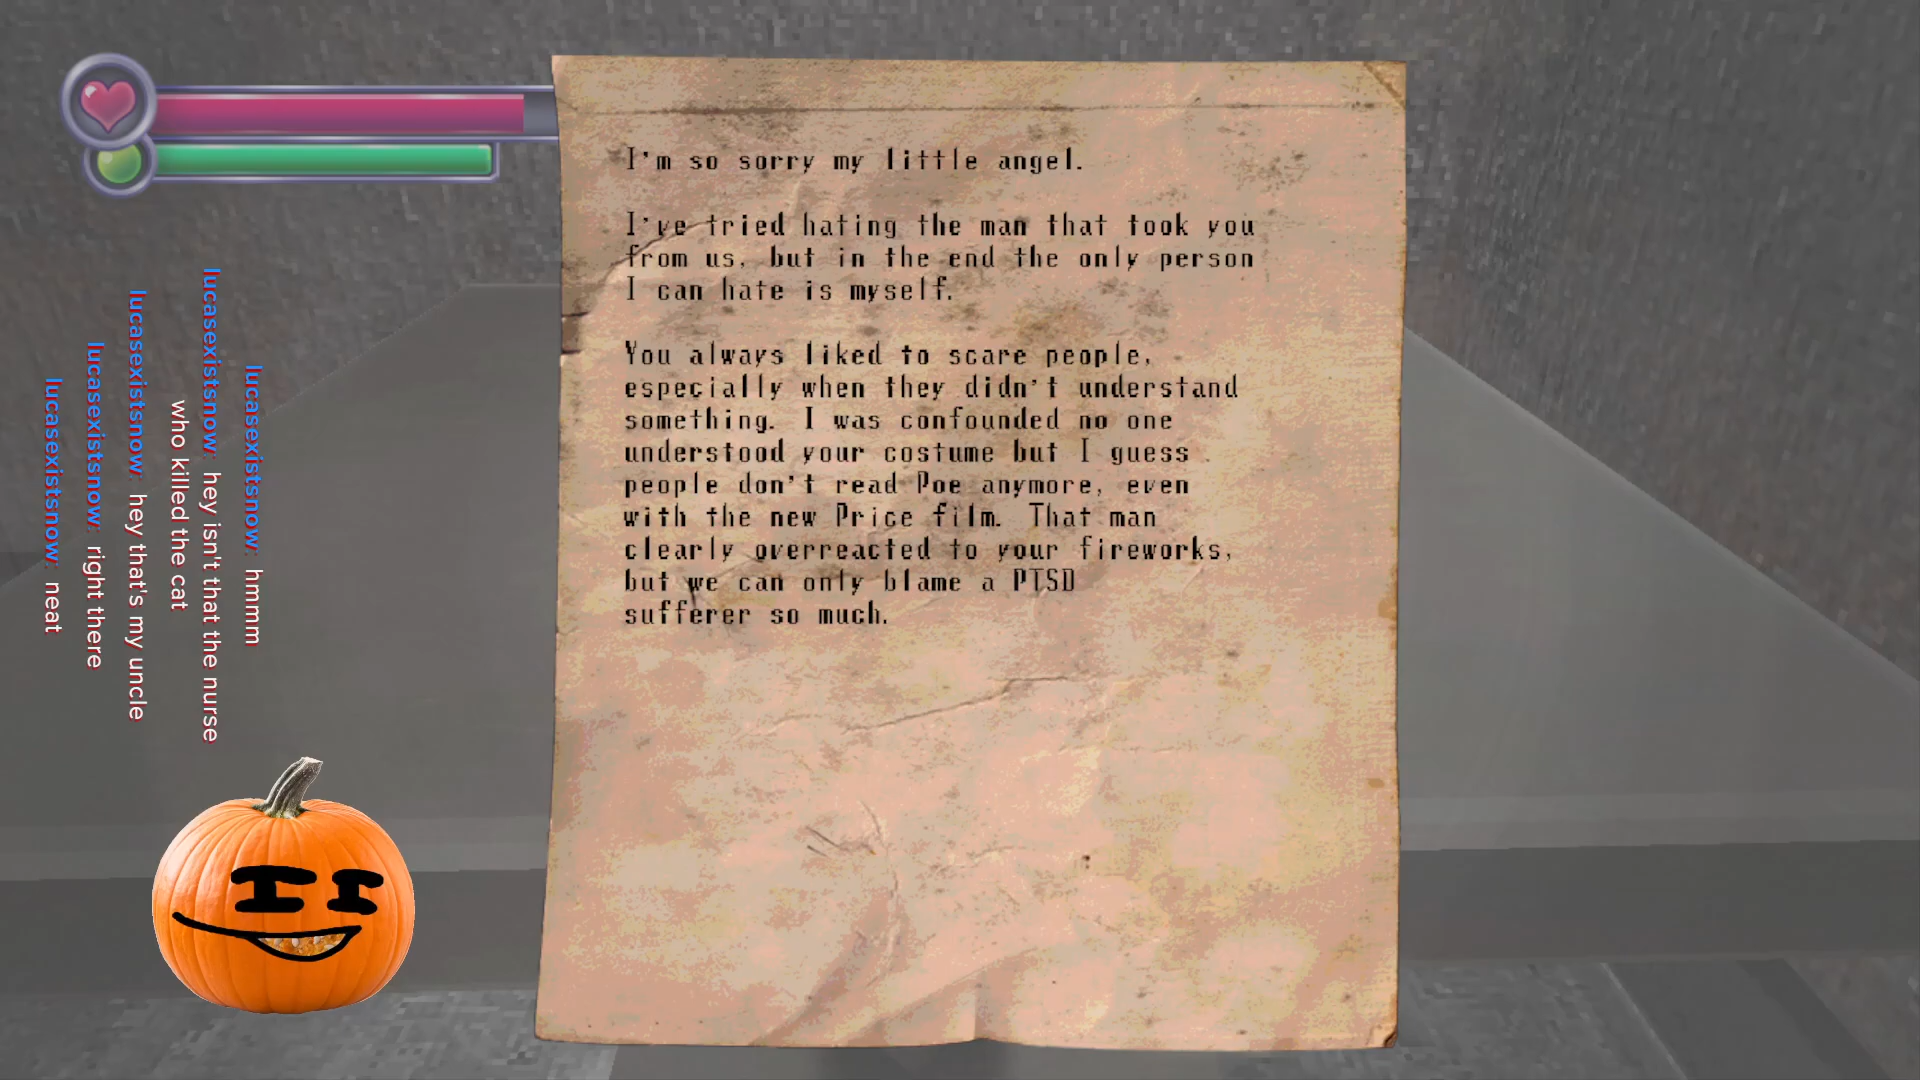 I've tried hating the man that took you
from us, but in the end the only person
I can hate is myself.
You always liked to scare people,
especially when they didn't understand
something. I was confounded no one
understood your costume but I guess
people don't read Poe anymore, even
with the new Price film. That man
clearly overreacted to your fireworks,
but we can only blame a PTSD
sufferer so much.
I'm so sorry my little angel.
lucasexistsnow: hmmm
lucasexistsnow: hey isn't that the nurse
who killed the cat
lucasexistsnow: hey that's my uncle
lucasexistsnow: right there
lucasexistsnow: neat